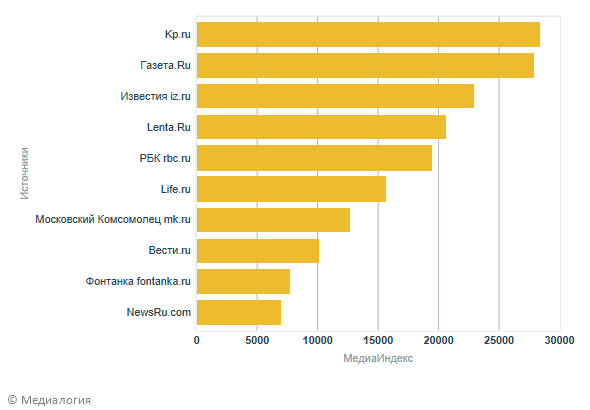 Kp.ru
Газета.Ru
Известия iz.ru
Lenta.Ru
РБК rbc.ru
Life.ru
Московский Комсомолец mk.ru
Вести.ru
Фонтанка fontanka.ru
NewsRu.com
Источники
0 5000 10000 15000 20000 25000 30000
МедиаИндекс
© Медиалогия